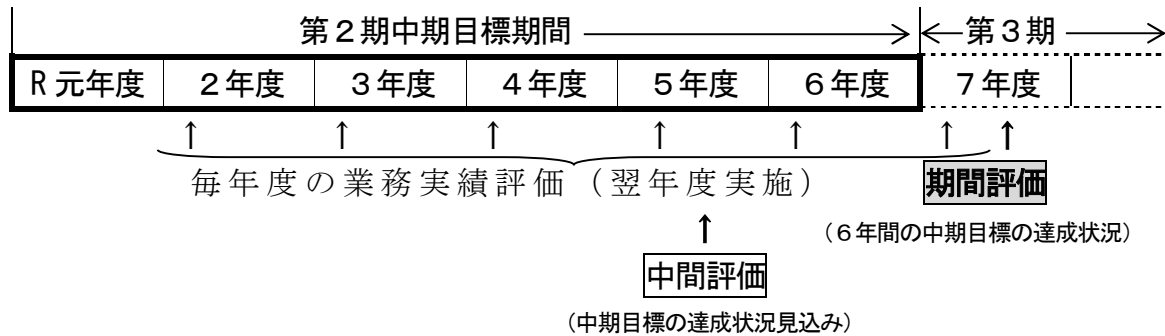 第２期中期目標期間 第３期
R元年度 ２年度 ３年度 ４年度 ５年度 ６年度 ７年度
↑ ↑ ↑ ↑ ↑ ↑ ↑
毎年度の業務実績評価（翌年度実施） 期間評価
↑ （６年間の中期目標の達成状況）
中間評価
（中期目標の達成状況見込み）